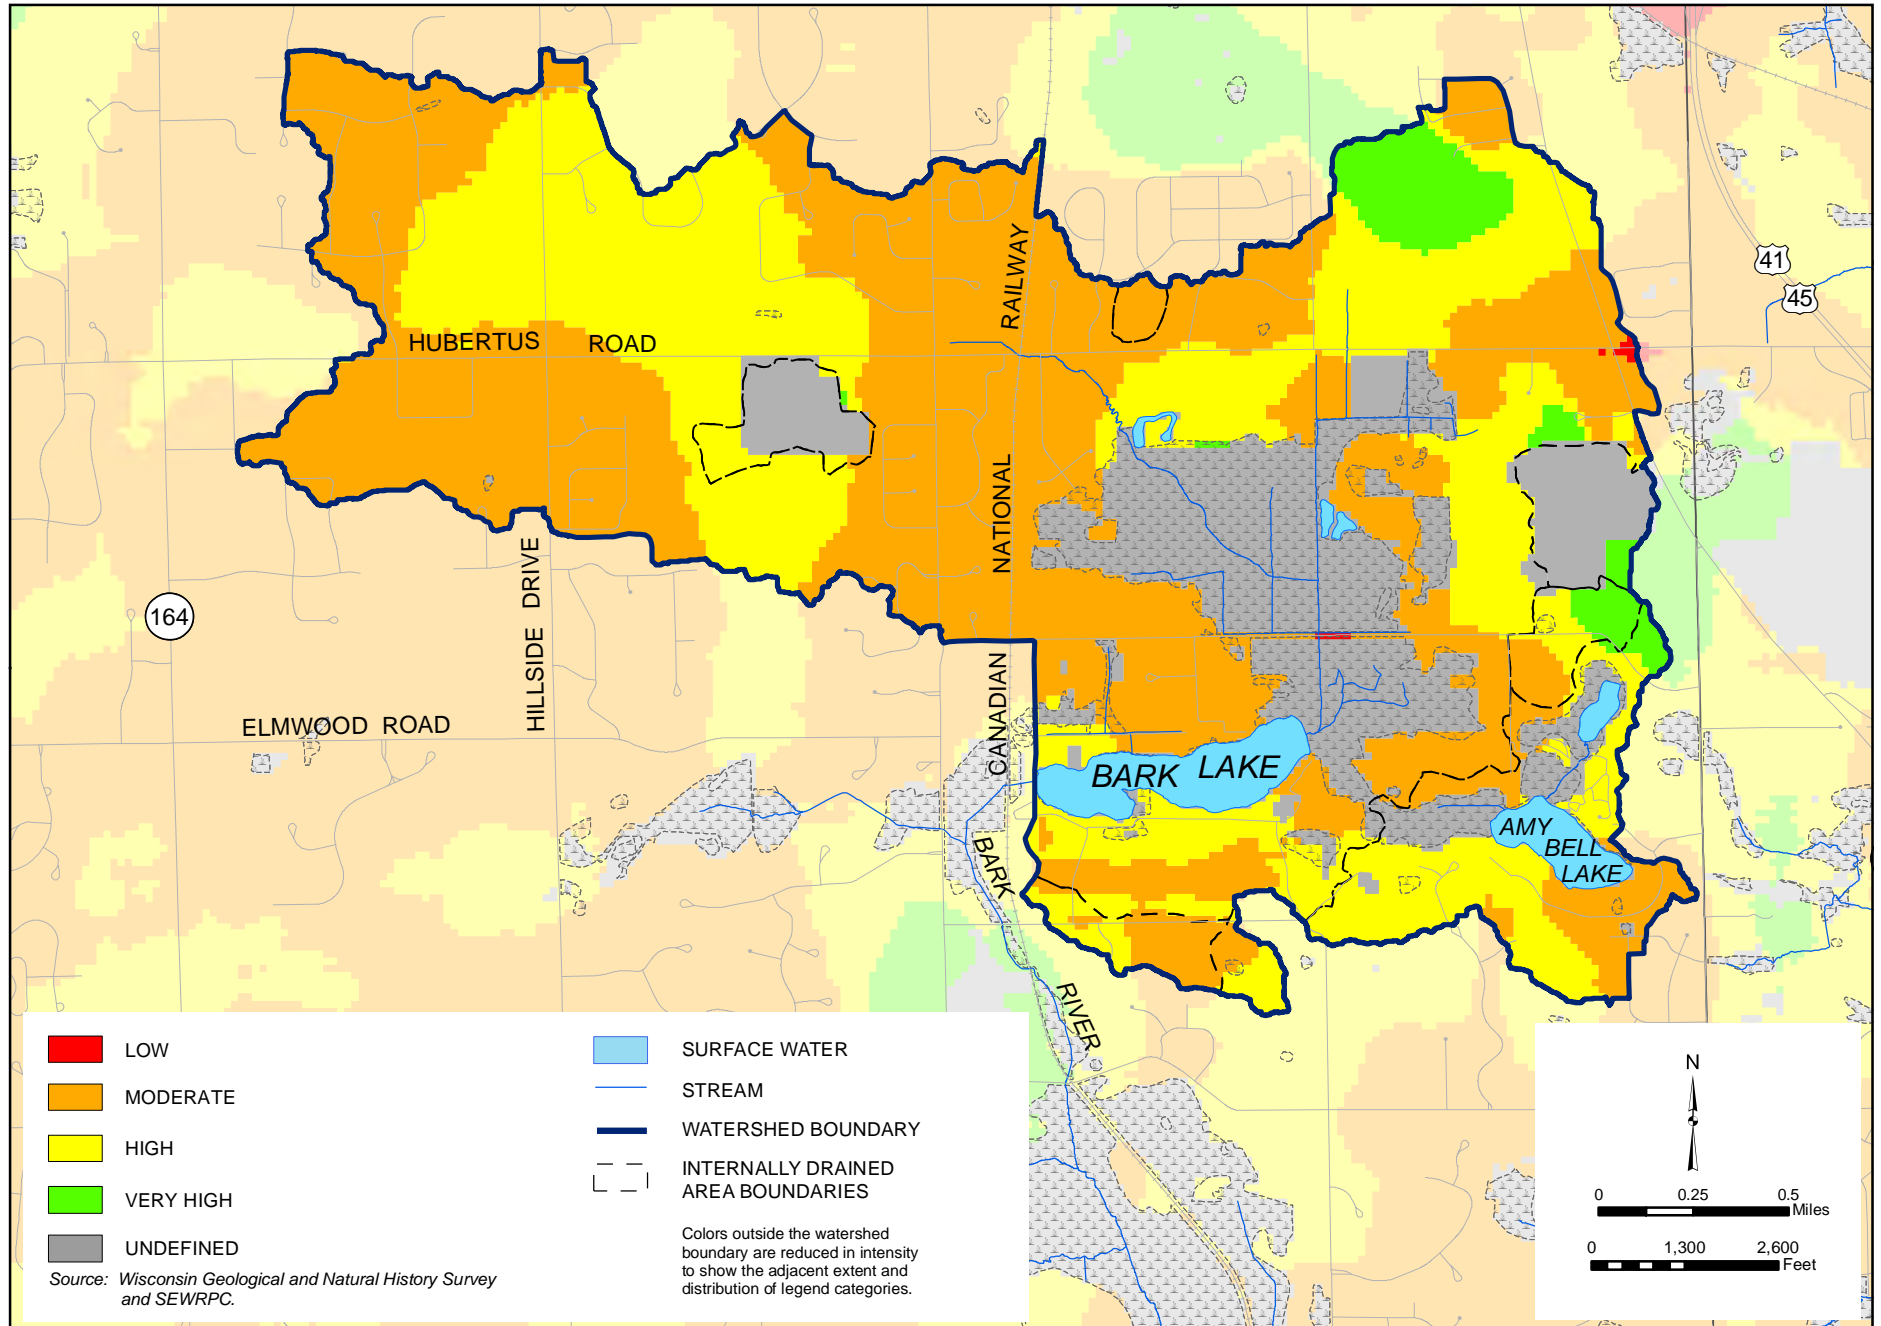 41
45
RAILWAY
HUBERTUS ROAD
NATIONAL
164
HILLSIDE DRIVE
CANADIAN
ELMWOOD ROAD
BARK LAKE
AMY
BELL
LAKE
BARK
RIVER
LOW
MODERATE
HIGH
VERY HIGH
UNDEFINED
Source: Wisconsin Geological and Natural History Survey
and SEWRPC.
SURFACE WATER
STREAM
WATERSHED BOUNDARY
INTERNALLY DRAINED
AREA BOUNDARIES
Colors outside the watershed
boundary are reduced in intensity
to show the adjacent extent and
distribution of legend categories.
N
0 0.25 0.5
Miles
0 1,300 2,600
Feet